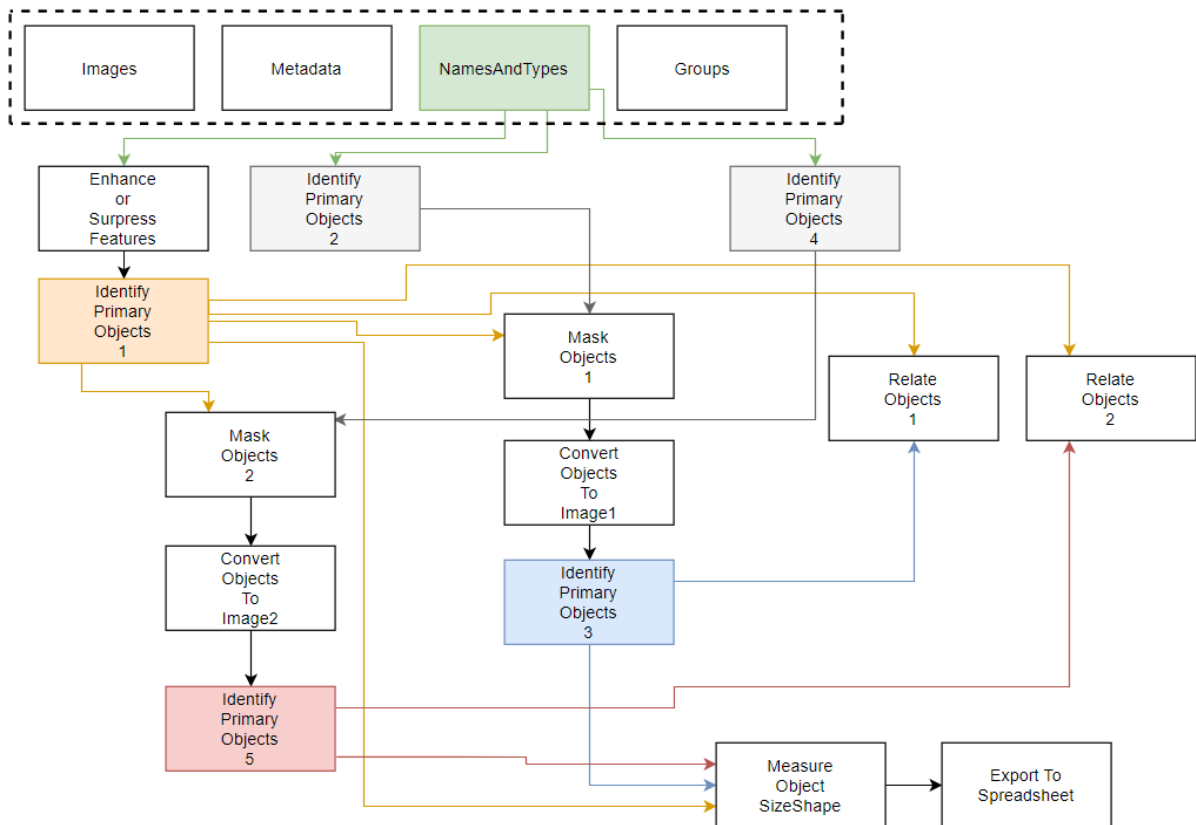 Images
Metadata
NamesAndTypes
Groups
Enhance
or
Surpress
Features
Identify
Primary
Objects
2
Identify
Primary
Objects
4
Identify
Primary
Objects
1
Mask
Objects
1
Relate
Objects
1
Relate
Objects
2
Mask
Objects
2
Convert
Objects
To
Image1
Convert
Objects
To
Image2
Identify
Primary
Objects
3
Identify
Primary
Objects
5
Measure
Object
SizeShape
Export To
Spreadsheet